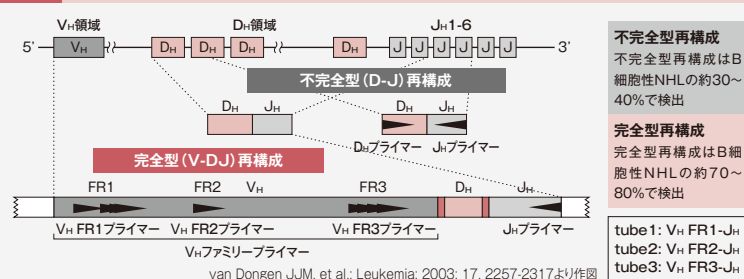 VH領域
DH領域
JH1-6
5’
VH
DH
DH
DH
DH
J
J
J
J
J
J
3’
不完全型（D-J）再構成
DH
JH
DH
JH
DHプライマー
JHプライマー
完全型（V-DJ）再構成
FR1
FR2
VH
FR3
DH
JH
VH FR1プライマー
VH FR2プライマー
VH FR3プライマー
JHプライマー
VHファミリープライマー
van Dongen JJM, et al.: Leukemia; 2003; 17, 2257-2317より作図
不完全型再構成
不完全型再構成はB
細胞性NHLの約30～
40%で検出
完全型再構成
完全型再構成はB細
胞性NHLの約70～
80%で検出
tube1: VH FR1-JH
tube2: VH FR2-JH
tube3: VH FR3-JH